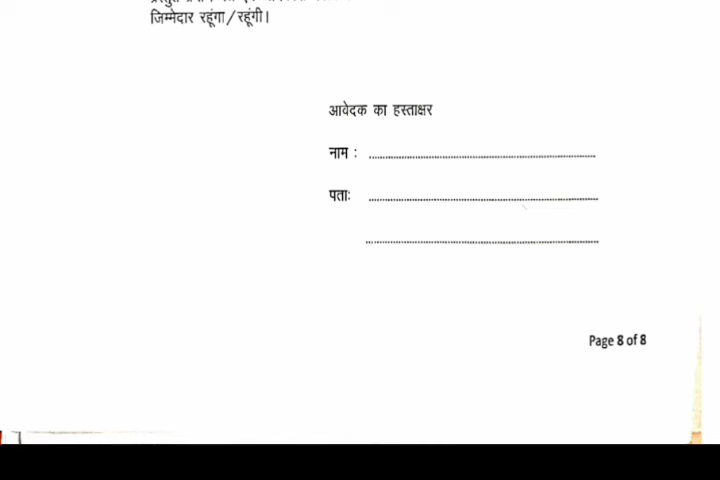 जिम्मेदार रहूंगा/रहूंगी।
आवेदक का हस्ताक्षर
नाम : ........................................................
पताः ........................................................
........................................................
Page 8 of 8